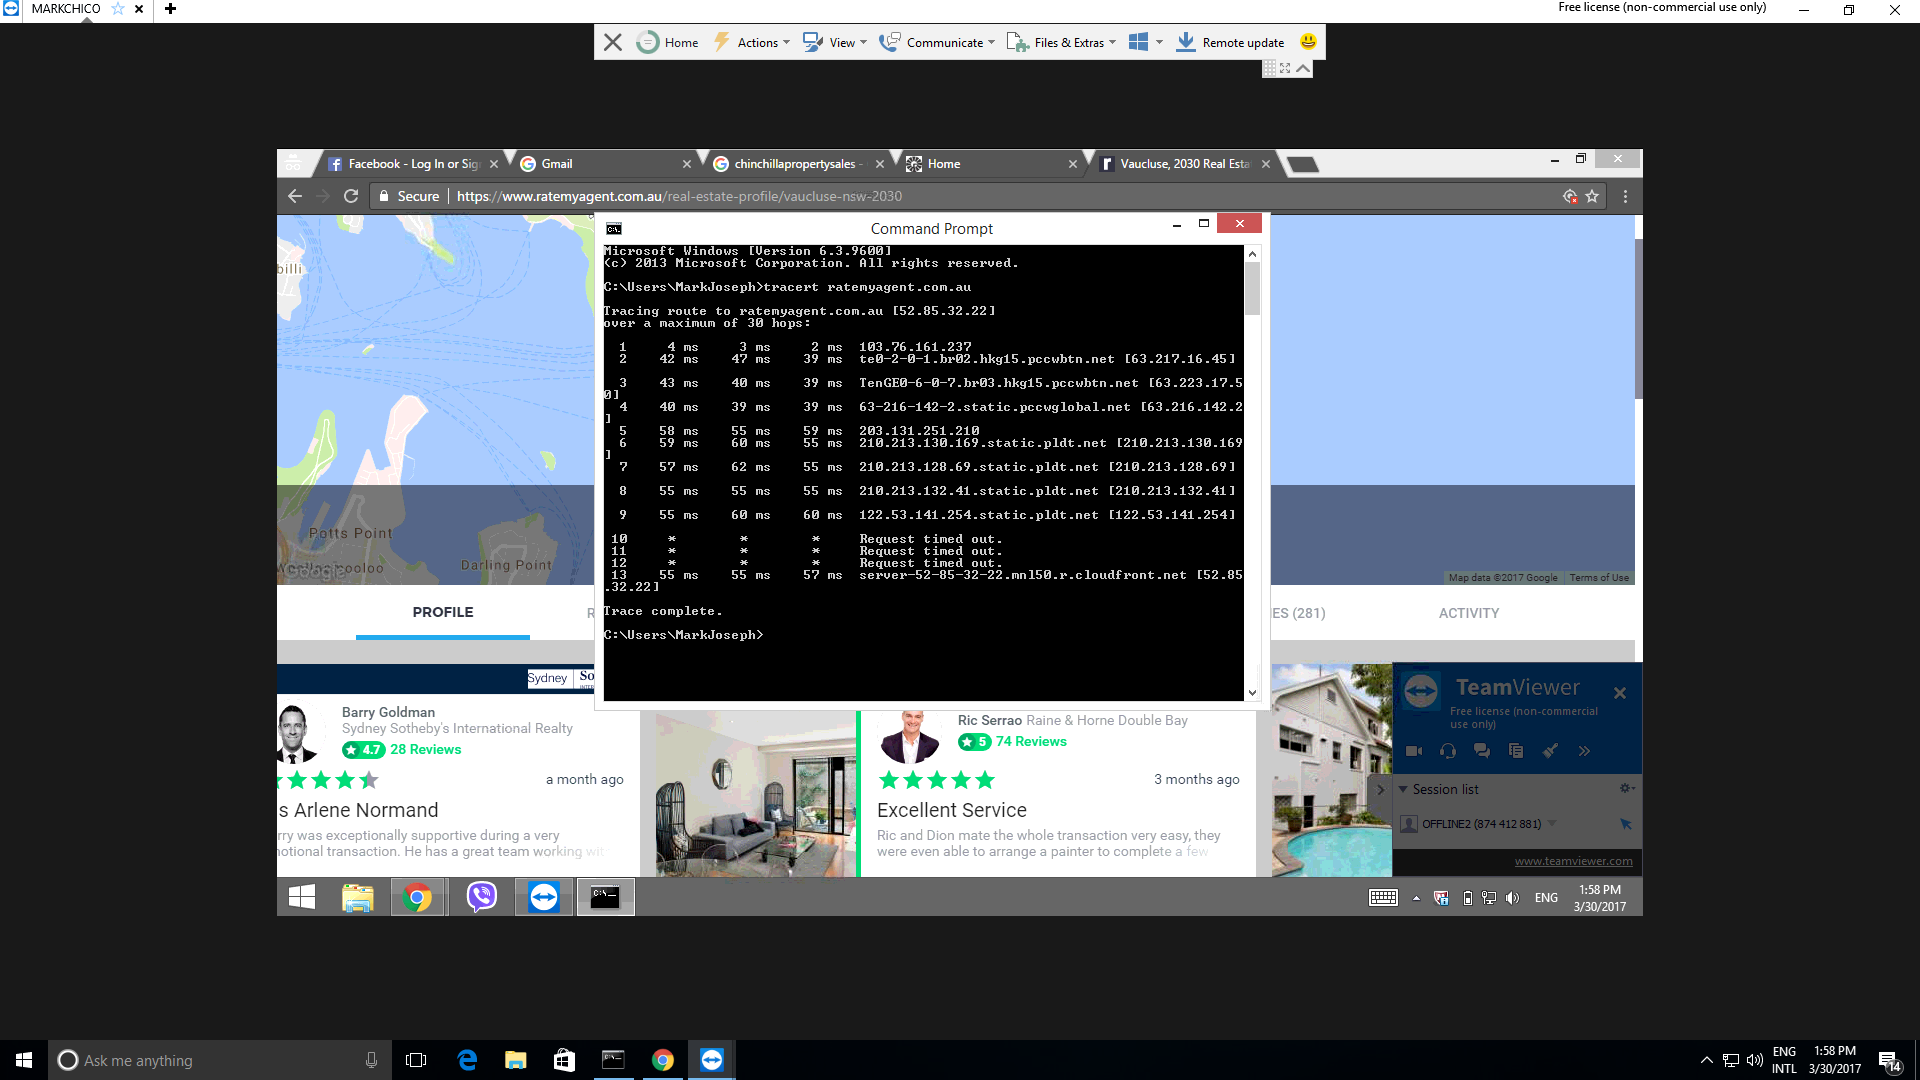 MARKCHICO
Free license (non-commercial use only)
Home
Actions
View
Communicate
Files & Extras
Remote update
Facebook - Log In or Sig
Gmail
chinchillapropertysales -
Home
Vaucluse, 2030 Real Esta
Secure
https://www.ratemyagent.com.au/real-estate-profile/vaucluse-nsw-2030
Command Prompt
Microsoft Windows [Version 6.3.9600]
(c) 2013 Microsoft Corporation. All rights reserved.
C:\Users\MarkJoseph>tracert ratemyagent.com.au
Tracing route to ratemyagent.com.au [52.85.32.22]
over a maximum of 30 hops:
1 4 ms 3 ms 2 ms 103.76.161.237
2 42 ms 47 ms 39 ms te0-2-0-1.br02.hkg15.pccwbtn.net [63.217.16.45]
3 43 ms 40 ms 39 ms TenGE0-6-0-7.br03.hkg15.pccwbtn.net [63.223.17.5
0]
4 40 ms 39 ms 39 ms 63-216-142-2.static.pccwglobal.net [63.216.142.2
]
5 58 ms 55 ms 59 ms 203.131.251.210
6 59 ms 60 ms 55 ms 210.213.130.169.static.pldt.net [210.213.130.169
]
7 57 ms 62 ms 55 ms 210.213.128.69.static.pldt.net [210.213.128.69]
8 55 ms 55 ms 55 ms 210.213.132.41.static.pldt.net [210.213.132.41]
9 55 ms 60 ms 60 ms 122.53.141.254.static.pldt.net [122.53.141.254]
10 * * * Request timed out.
11 * * * Request timed out.
12 * * * Request timed out.
13 55 ms 55 ms 57 ms server-52-85-32-22.mnl50.r.cloudfront.net [52.85
.32.22]
Trace complete.
C:\Users\MarkJoseph>
billi
Potts Point
Darling Point
Google
Map data ©2017 Google
Terms of Use
PROFILE
R
IES (281)
ACTIVITY
Sydney
So
Barry Goldman
Sydney Sotheby's International Realty
4.7 28 Reviews
a month ago
s Arlene Normand
rry was exceptionally supportive during a very
notional transaction. He has a great team working with
Ric Serrao Raine & Horne Double Bay
5 74 Reviews
3 months ago
Excellent Service
Ric and Dion mate the whole transaction very easy, they
were even able to arrange a painter to complete a few
TeamViewer
Free license (non-commercial
use only)
Session list
OFFLINE2 (874 412 881)
www.teamviewer.com
ENG
1:58 PM
3/30/2017
Ask me anything
ENG
INTL
1:58 PM
3/30/2017
14